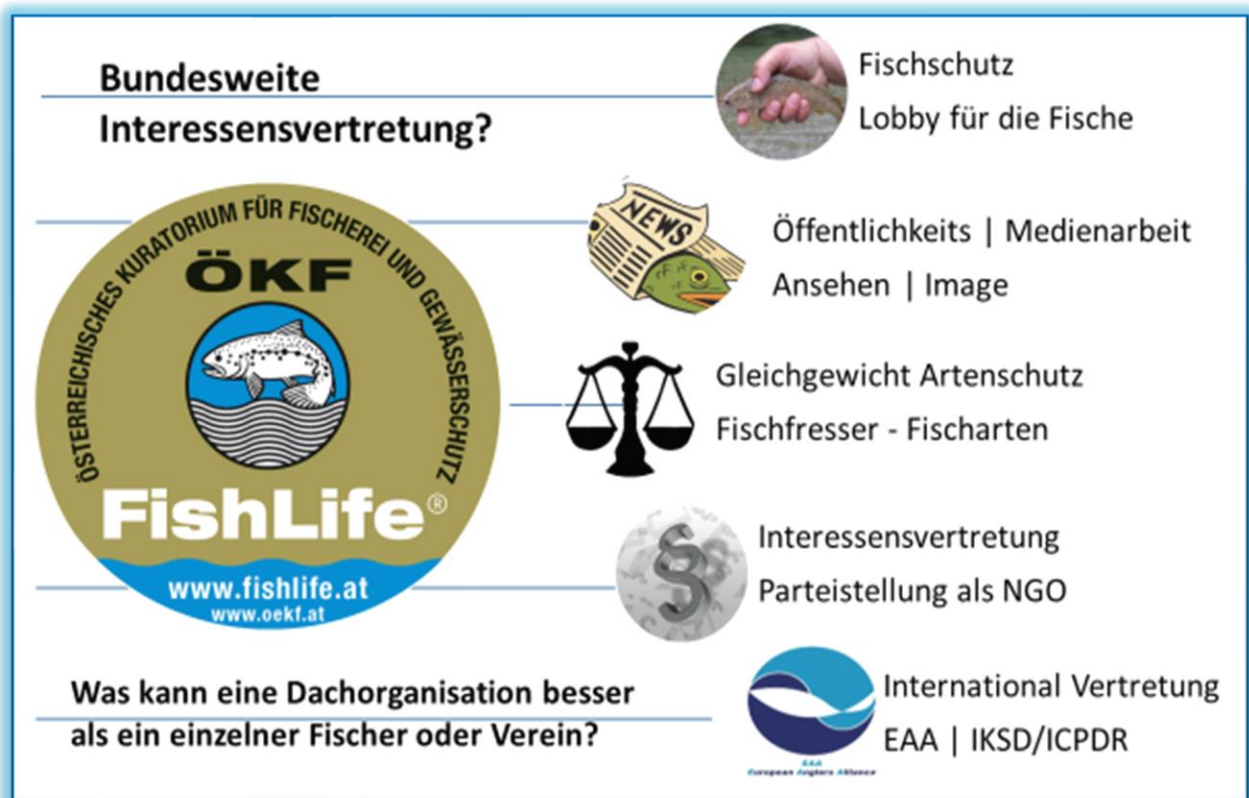 Bundesweite
Interessensvertretung?
Fischschutz
Lobby für die Fische
NEWS
Öffentlichkeits | Medienarbeit
Ansehen | Image
ÖSTERREICHISCHES KURATORIUM FÜR FISCHEREI UND GEWÄSSERSCHUTZ
ÖKF
FishLife®
www.fishlife.at
www.oekf.at
Gleichgewicht Artenschutz
Fischfresser - Fischarten
§
Interessensvertretung
Parteistellung als NGO
Was kann eine Dachorganisation besser
als ein einzelner Fischer oder Verein?
International Vertretung
EAA | IKSD/ICPDR
EAA
European Anglers Alliance